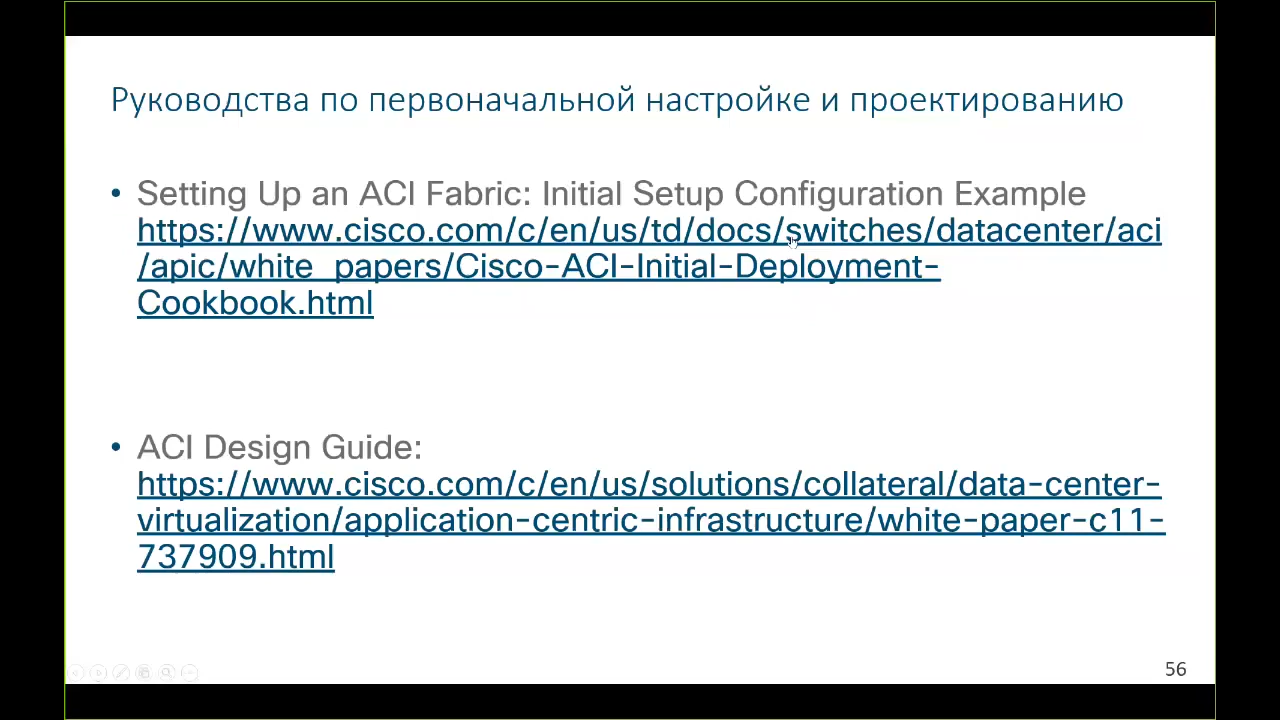 Руководства по первоначальной настройке и проектированию
• Setting Up an ACI Fabric: Initial Setup Configuration Example
https://www.cisco.com/c/en/us/td/docs/switches/datacenter/aci
/apic/white_papers/Cisco-ACI-Initial-Deployment-
Cookbook.html
• ACI Design Guide:
https://www.cisco.com/c/en/us/solutions/collateral/data-center-
virtualization/application-centric-infrastructure/white-paper-c11-
737909.html
56